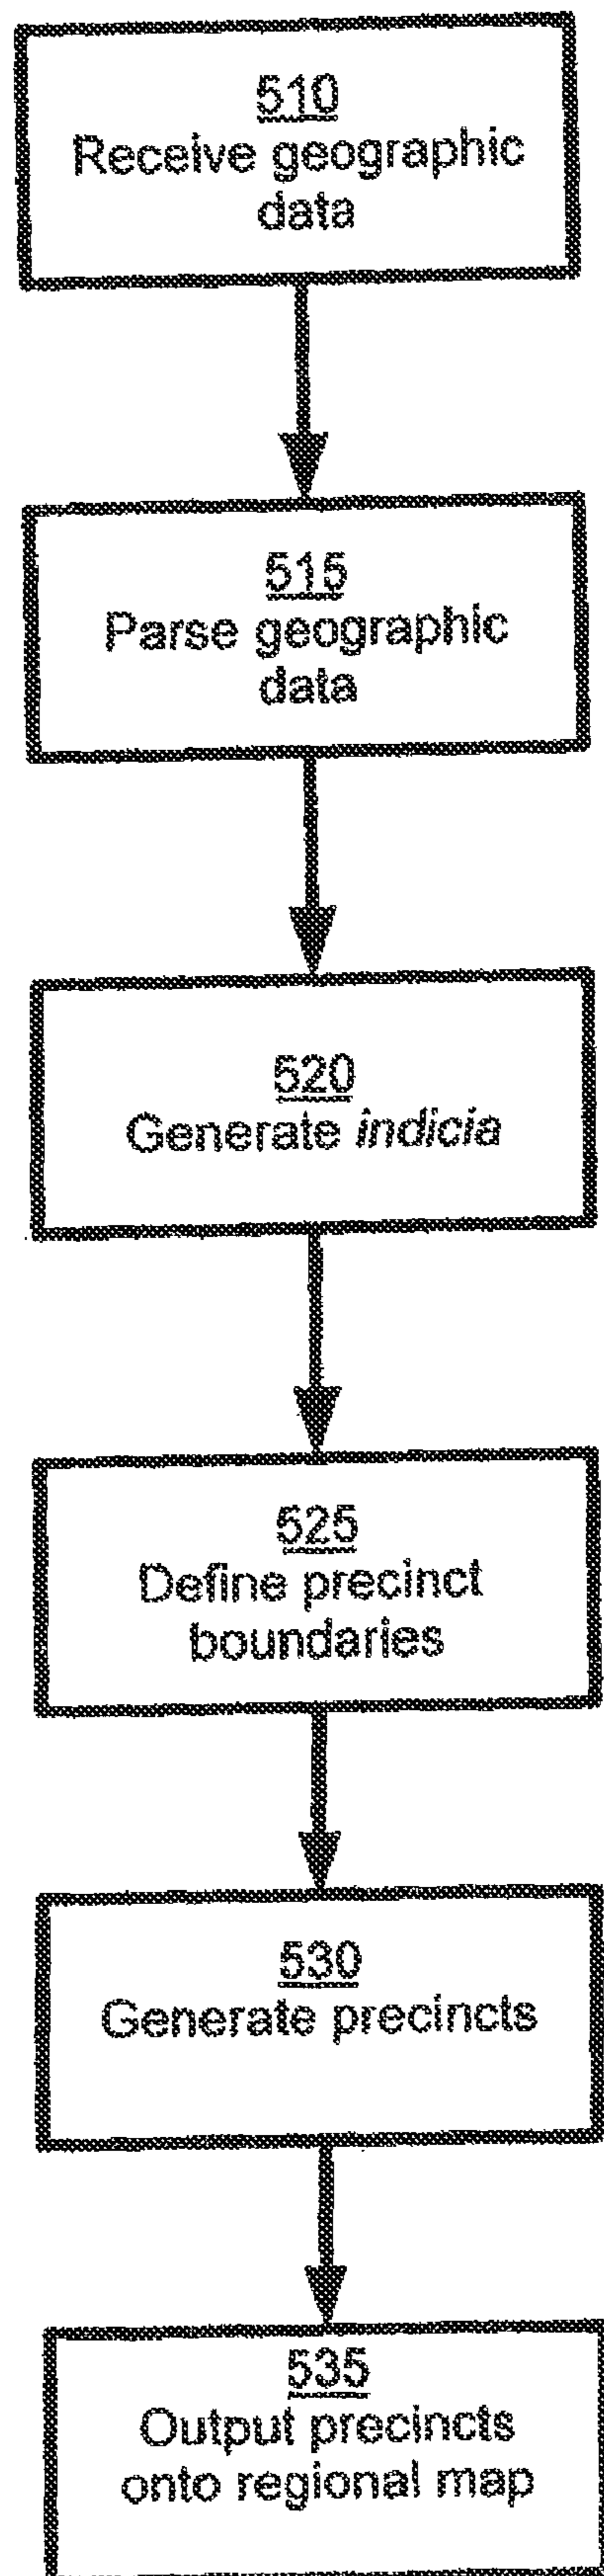 510
Receive geographic
data
515
Parse geographic
data
520
Generate indicia
525
Define precinct
boundaries
530
Generate precincts
535
Output precincts
onto regional map